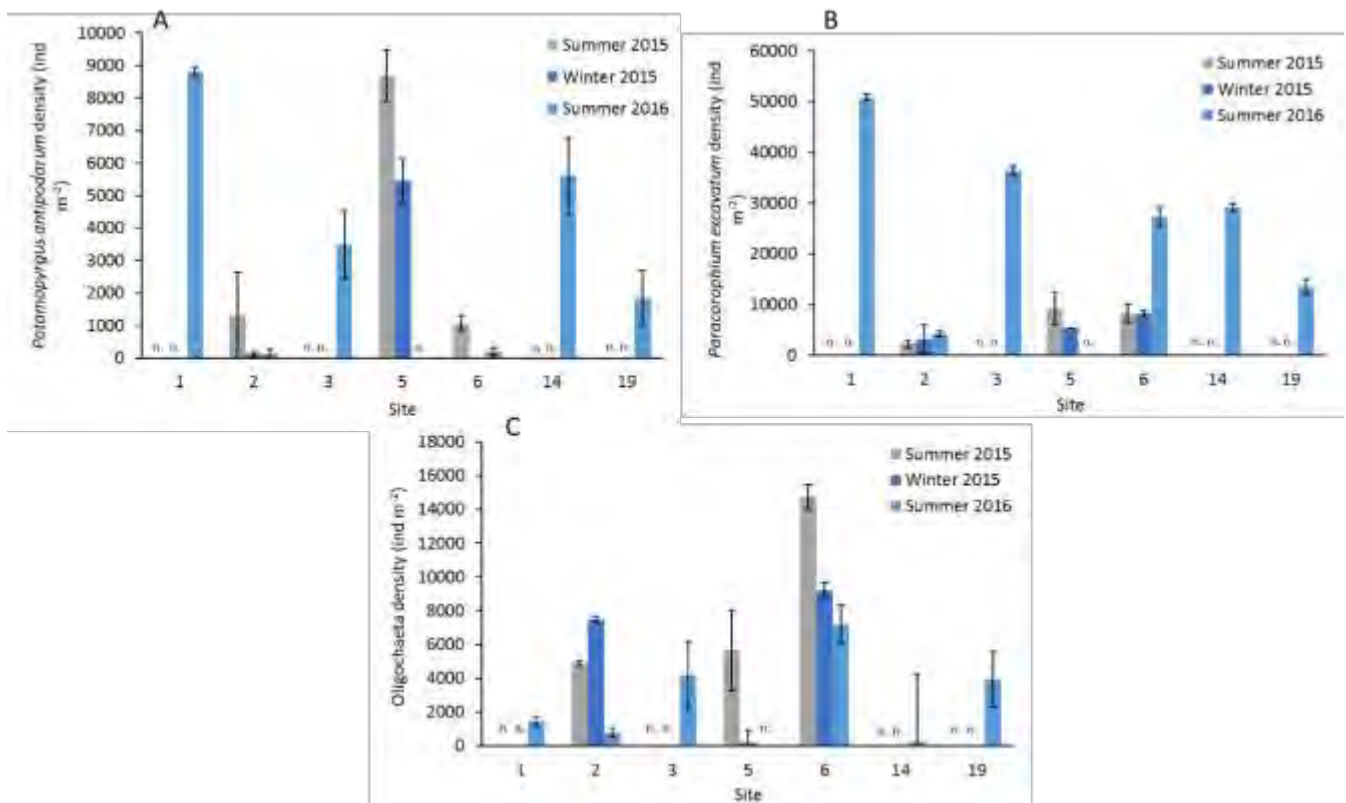 A
Potamopyrgus antipodarum density (ind
m⁻²)
10000
9000
8000
7000
6000
5000
4000
3000
2000
1000
0
Summer 2015
Winter 2015
Summer 2016
n. n. n. n. n. n. n. n. n.
1 2 3 5 6 14 19
Site
B
Paracorophium excavatum density (ind
m⁻²)
60000
50000
40000
30000
20000
10000
0
Summer 2015
Winter 2015
Summer 2016
n. n. n. n. n. n. n. n. n.
1 2 3 5 6 14 19
Site
C
Oligochaeta density (ind m⁻²)
18000
16000
14000
12000
10000
8000
6000
4000
2000
0
Summer 2015
Winter 2015
Summer 2016
n. n. n. n. n. n. n. n. n.
1 2 3 5 6 14 19
Site